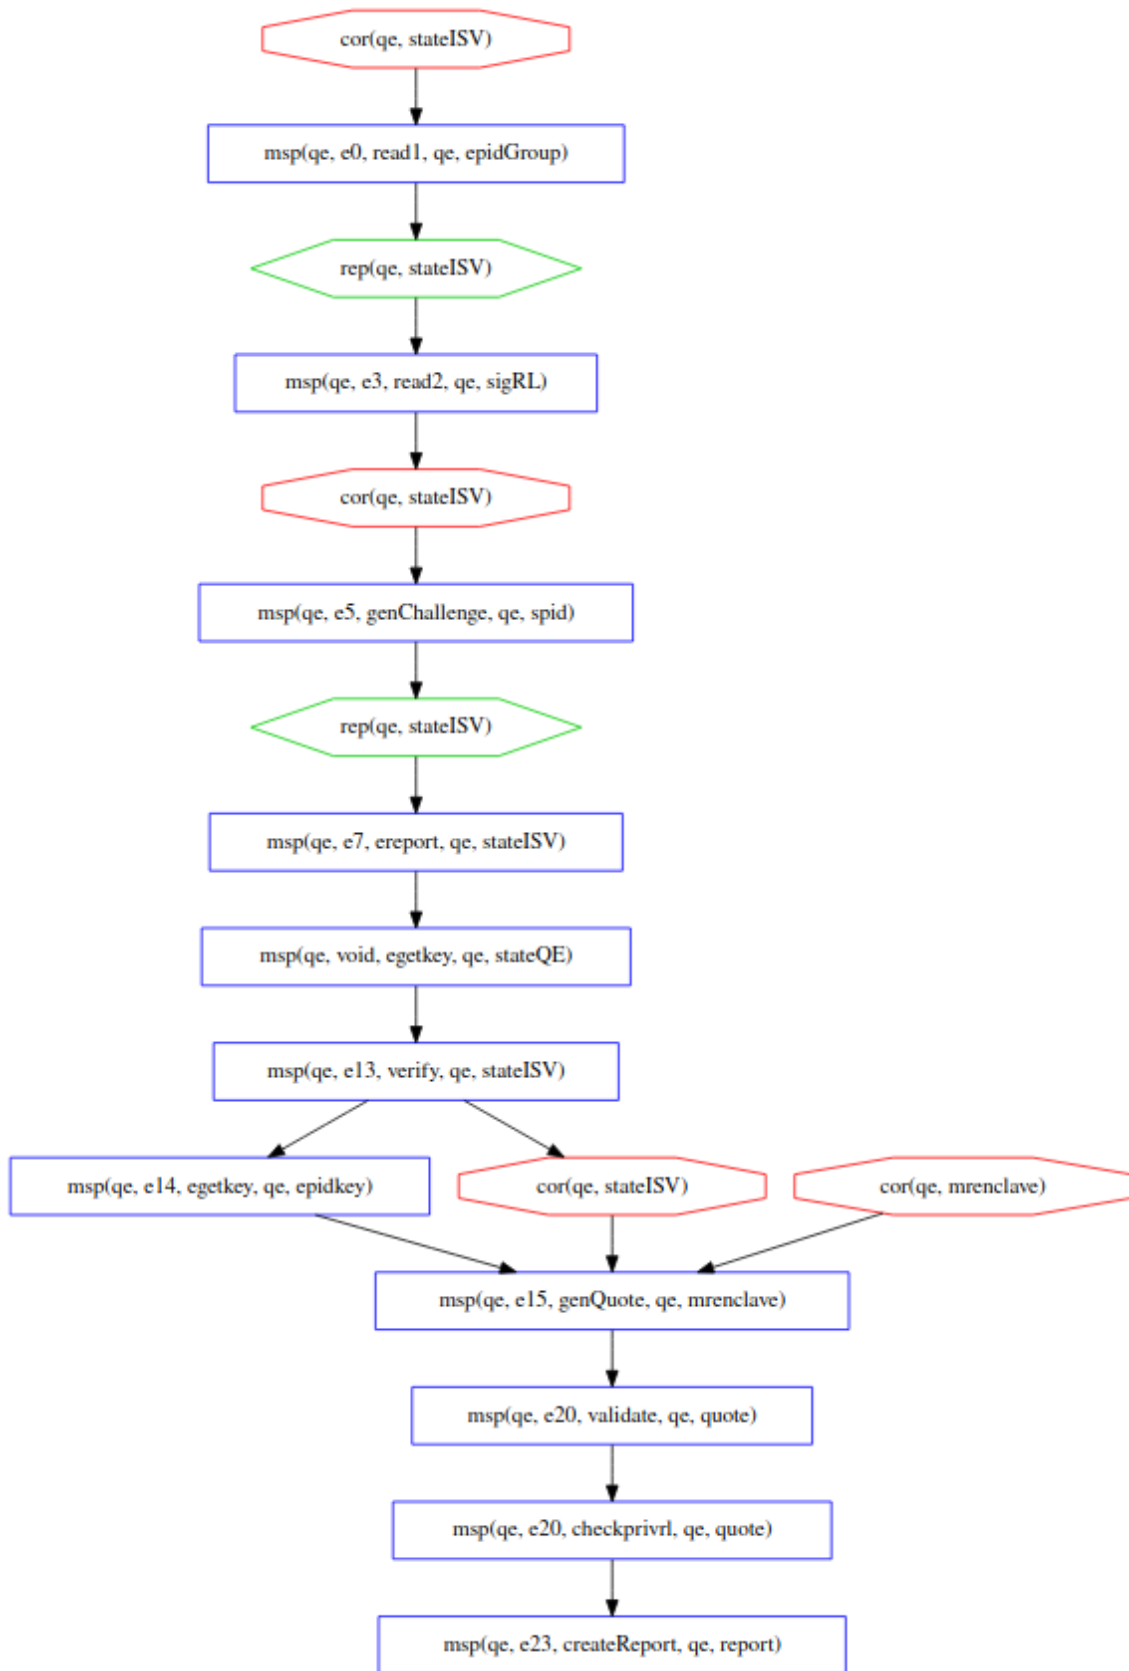 cor(qe, stateISV)
msp(qe, e0, read1, qe, epidGroup)
rep(qe, stateISV)
msp(qe, e3, read2, qe, sigRL)
cor(qe, stateISV)
msp(qe, e5, genChallenge, qe, spid)
rep(qe, stateISV)
msp(qe, e7, ereport, qe, stateISV)
msp(qe, void, egetkey, qe, stateQE)
msp(qe, e13, verify, qe, stateISV)
msp(qe, e14, egetkey, qe, epidkey)
cor(qe, stateISV)
cor(qe, mrenclave)
msp(qe, e15, genQuote, qe, mrenclave)
msp(qe, e20, validate, qe, quote)
msp(qe, e20, checkprivrl, qe, quote)
msp(qe, e23, createReport, qe, report)